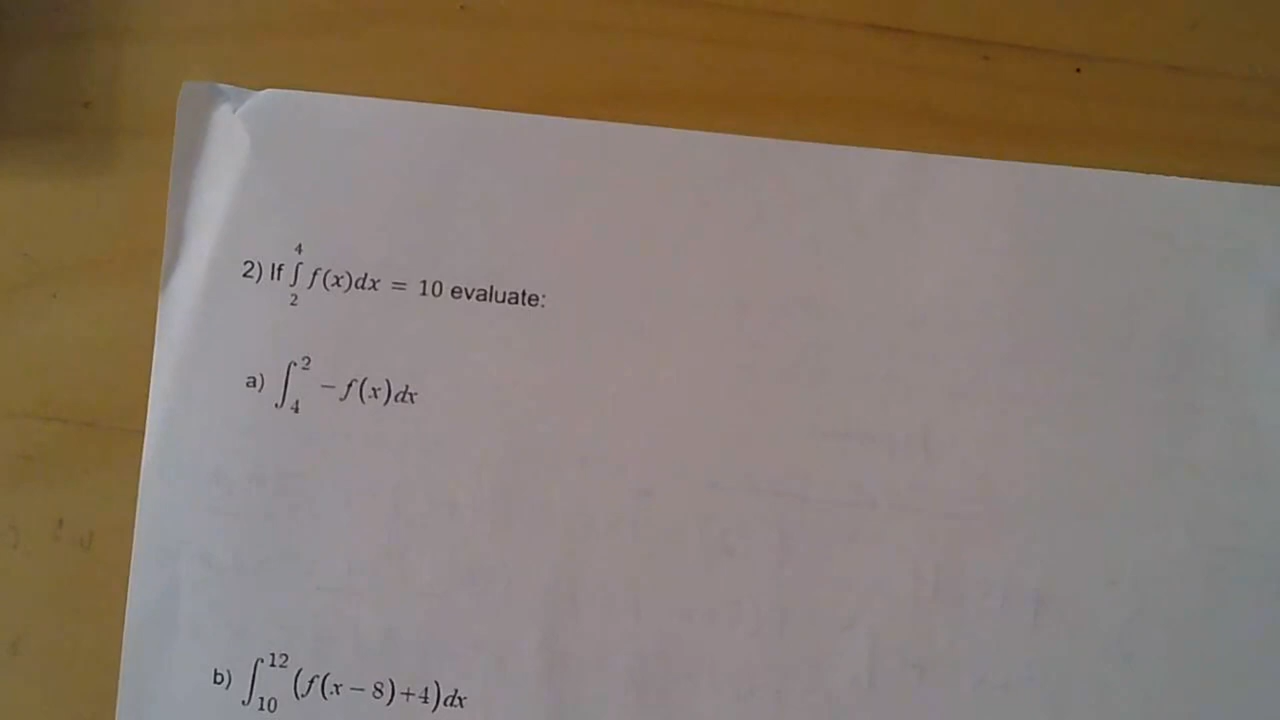 2) If ∫₂⁴ f(x)dx = 10 evaluate:
a) ∫₄² −f(x)dx
b) ∫₁₀¹² (f(x − 8)+4)dx